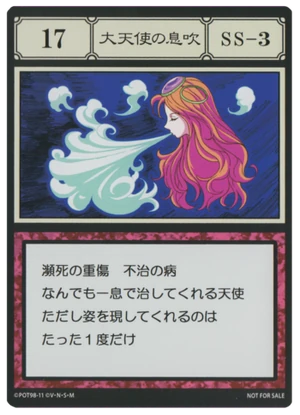 17
大天使の息吹
SS-3
瀕死の重傷　不治の病
なんでも一息で治してくれる天使
ただし姿を現してくれるのは
たった1度だけ
©POT98-11 ©V・N・S・M
NOT FOR SALE